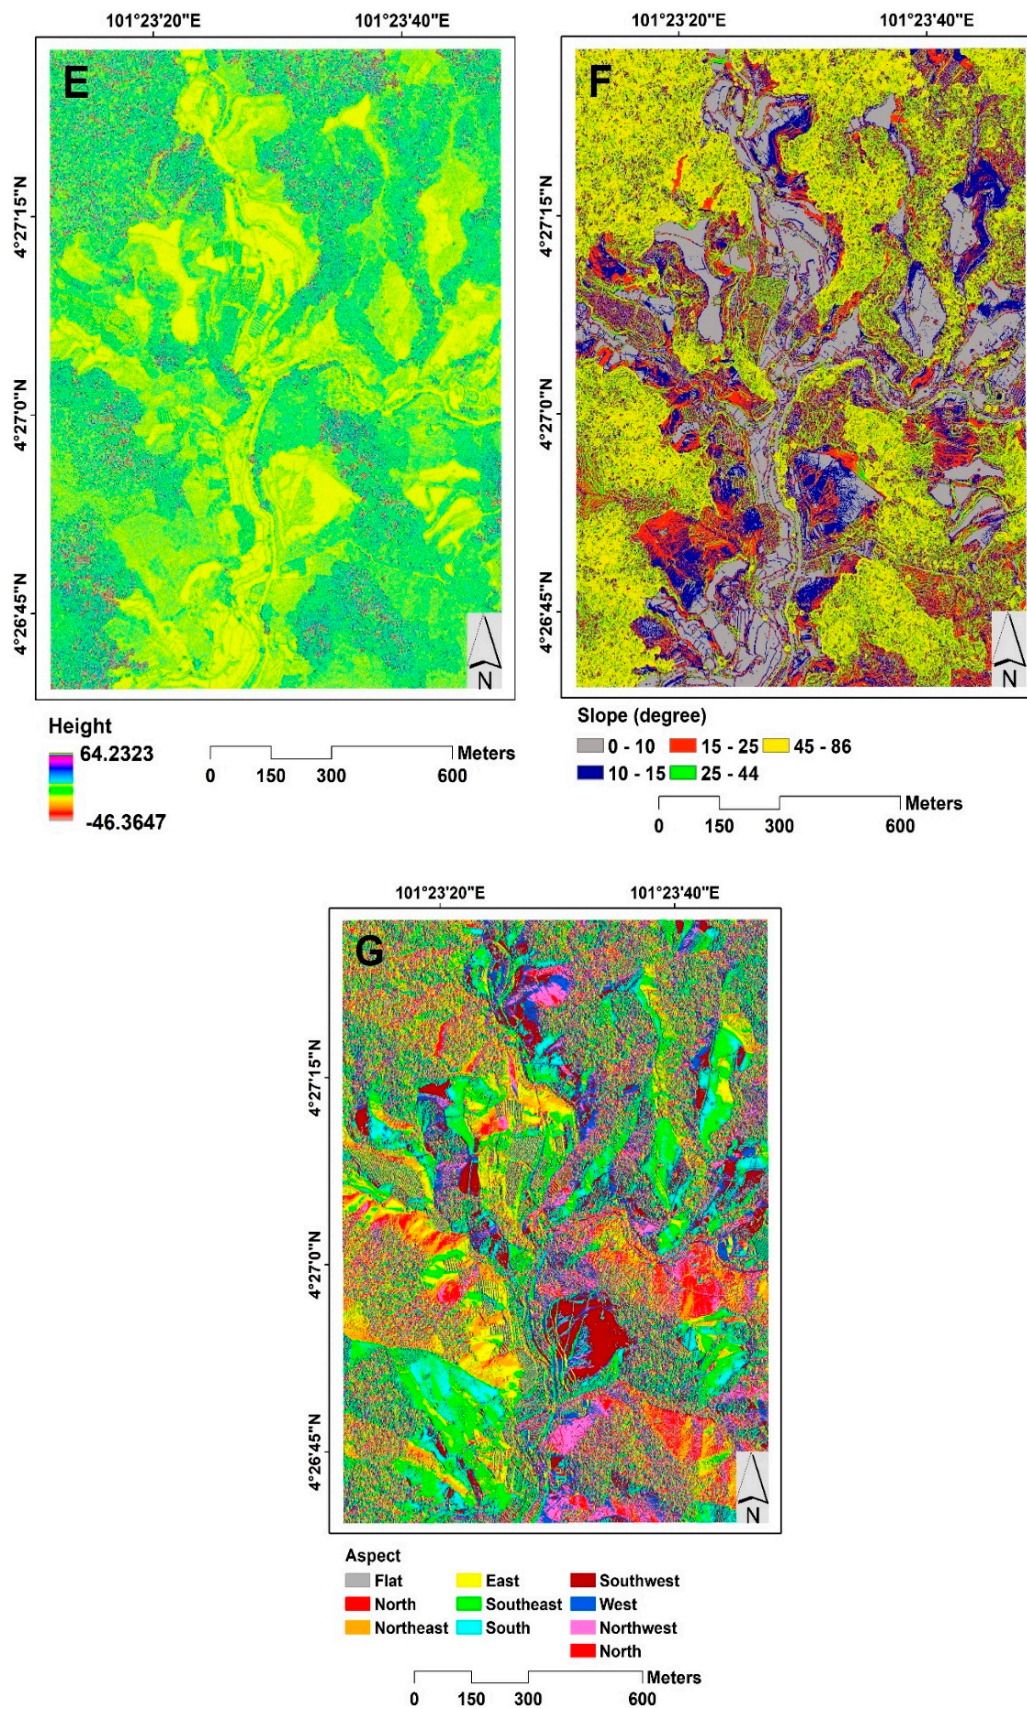 101°23'20"E 101°23'40"E
101°23'20"E 101°23'40"E
E
F
4°27'15"N
4°27'0"N
4°26'45"N
4°27'15"N
4°27'0"N
4°26'45"N
N
N
Height
64.2323
-46.3647
Meters
0 150 300 600
Slope (degree)
0 - 10 15 - 25 45 - 86
10 - 15 25 - 44
Meters
0 150 300 600
101°23'20"E 101°23'40"E
G
4°27'15"N
4°27'0"N
4°26'45"N
N
Aspect
Flat East Southwest
North Southeast West
Northeast South Northwest
North
Meters
0 150 300 600